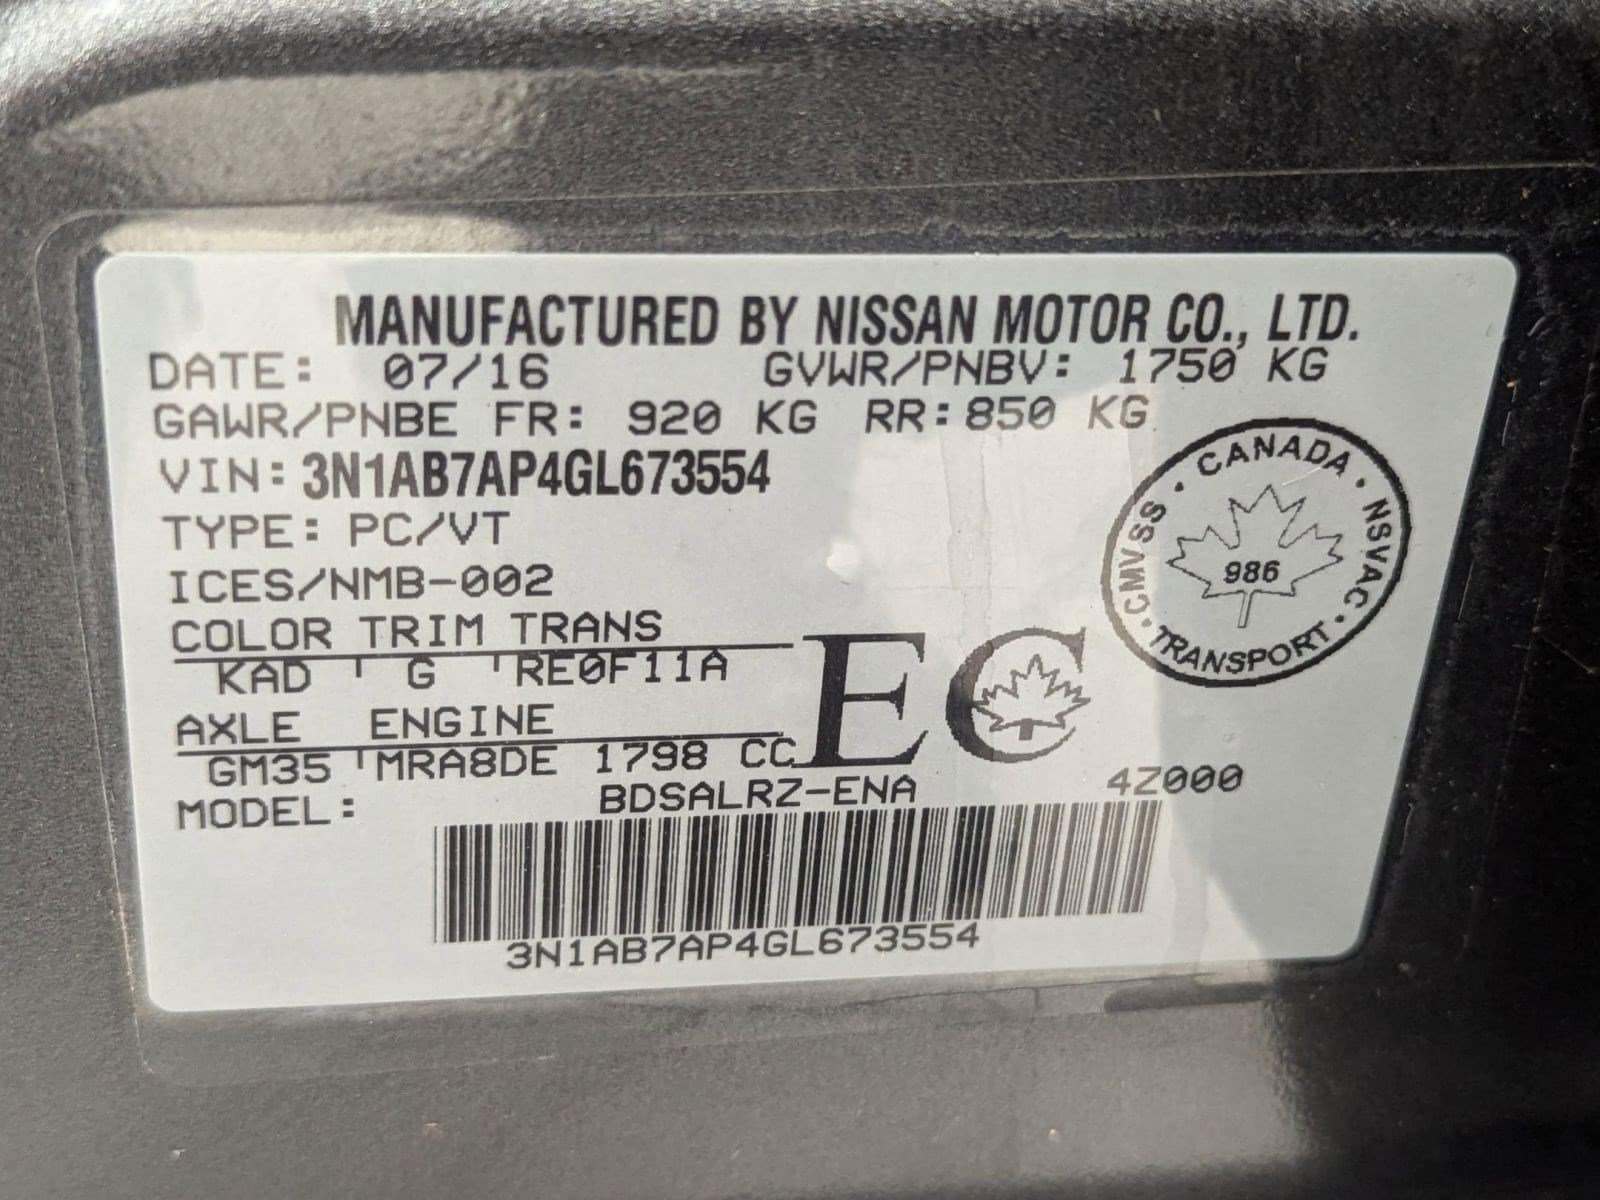 MANUFACTURED BY NISSAN MOTOR CO., LTD.
DATE: 07/16 GVWR/PNBV: 1750 KG
GAWR/PNBE FR: 920 KG RR: 850 KG
VIN: 3N1AB7AP4GL673554
TYPE: PC/VT
ICES/NMB-002
COLOR TRIM TRANS
KAD G RE0F11A
AXLE ENGINE
GM35 MRA8DE 1798 CC
MODEL: BDSALRZ-ENA 4Z000
3N1AB7AP4GL673554
EC
CANADA · NSVAC · TRANSPORT · CMVSS ·
986